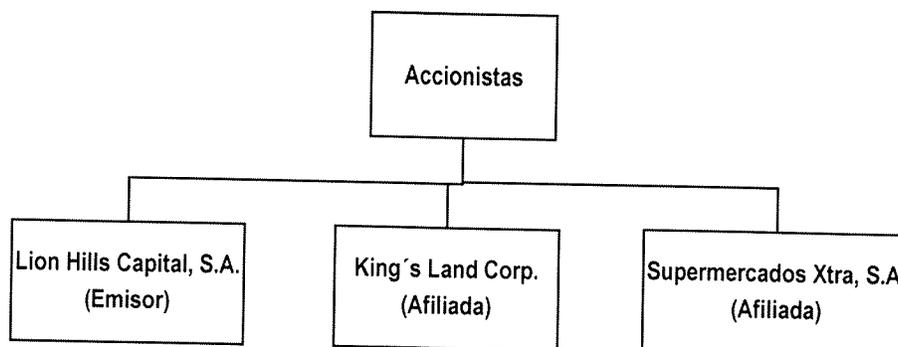 Accionistas
Lion Hills Capital, S.A.
(Emisor)
King´s Land Corp.
(Afiliada)
Supermercados Xtra, S.A
(Afiliada)